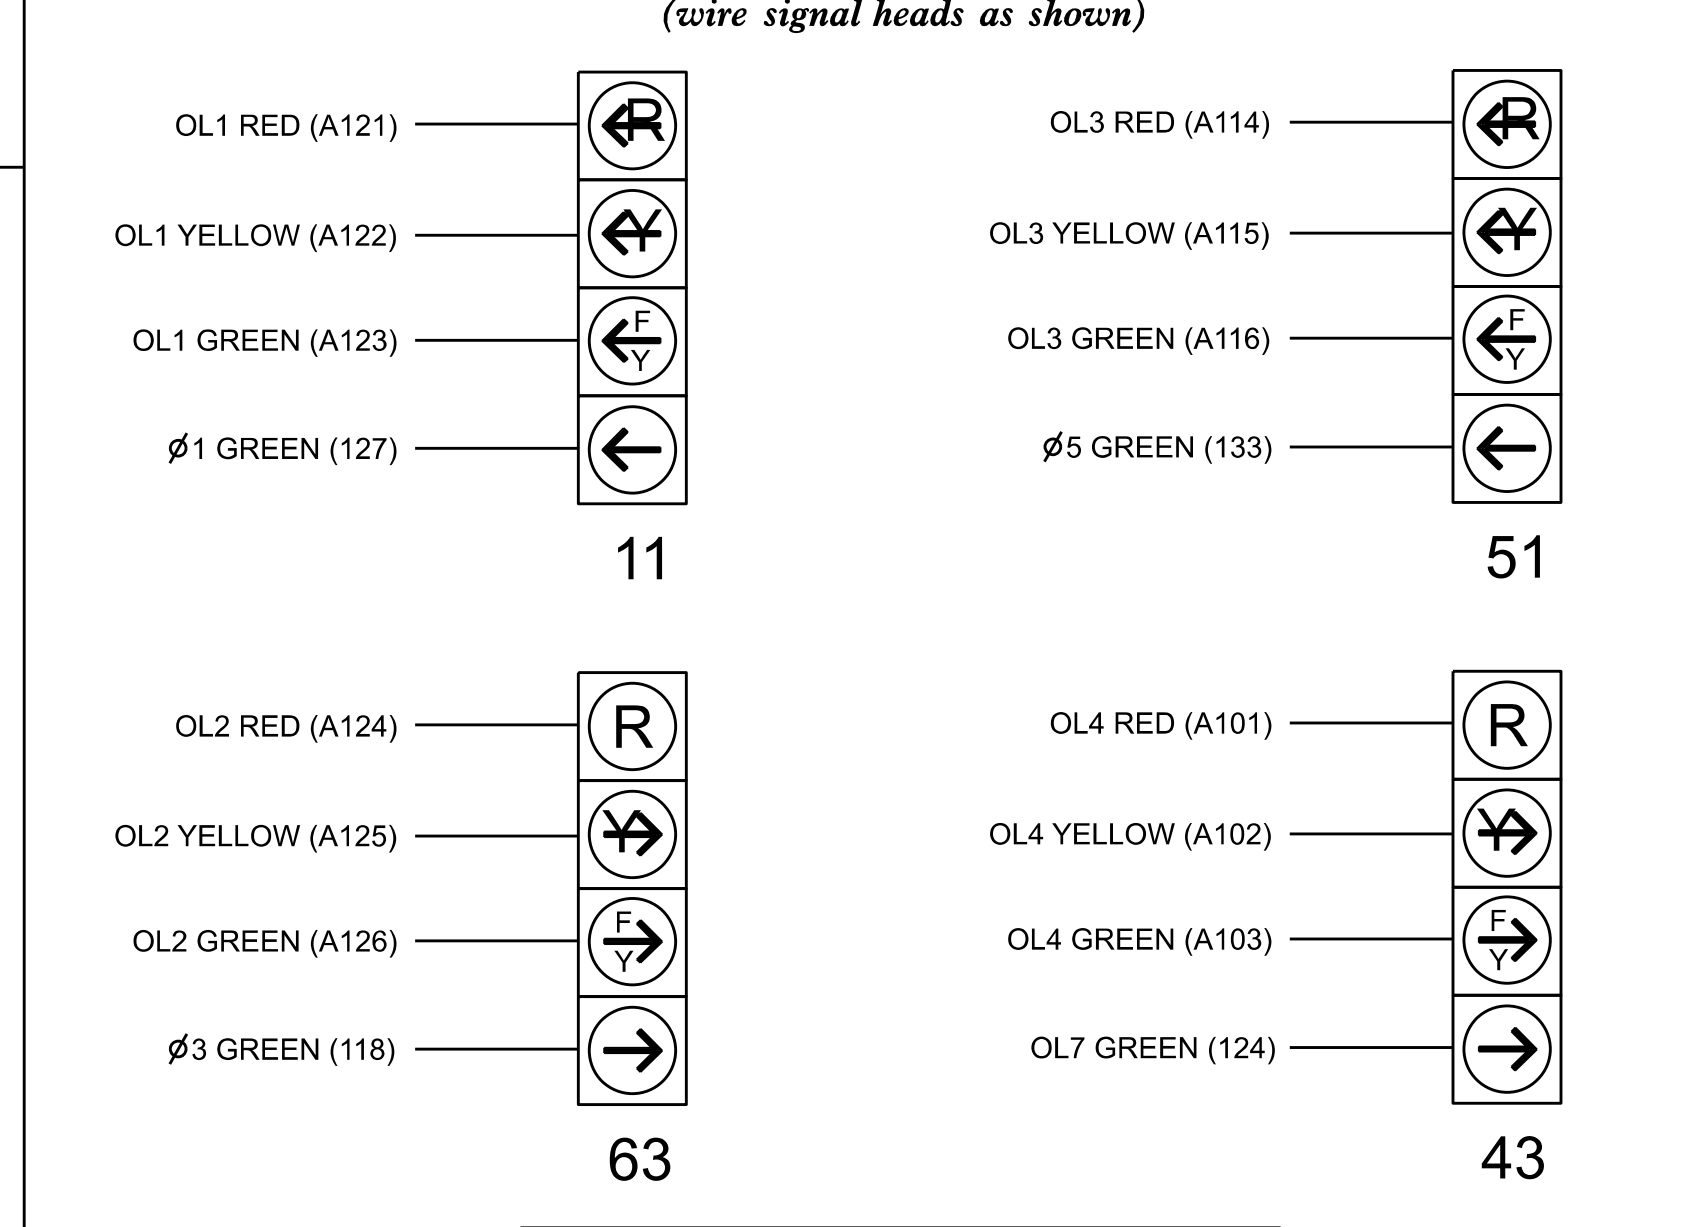 (wire signal heads as shown)
OL1 RED (A121)
R
OL1 YELLOW (A122)
Y
OL1 GREEN (A123)
F
Y
Ø1 GREEN (127)
11
OL3 RED (A114)
R
OL3 YELLOW (A115)
Y
OL3 GREEN (A116)
F
Y
Ø5 GREEN (133)
51
OL2 RED (A124)
R
OL2 YELLOW (A125)
Y
OL2 GREEN (A126)
F
Y
Ø3 GREEN (118)
63
OL4 RED (A101)
R
OL4 YELLOW (A102)
Y
OL4 GREEN (A103)
F
Y
OL7 GREEN (124)
43